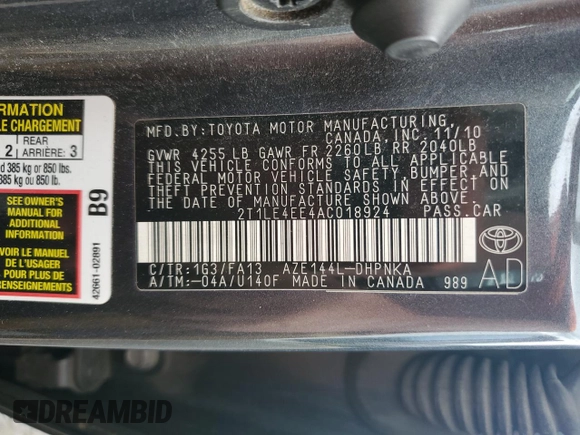 MFD. BY: TOYOTA MOTOR MANUFACTURING,
CANADA, INC. 11/10
GVWR 4255 LB GAWR FR 2260LB RR 2040LB
THIS VEHICLE CONFORMS TO ALL APPLICABLE
FEDERAL MOTOR VEHICLE SAFETY, BUMPER, AND
THEFT PREVENTION STANDARDS IN EFFECT ON
THE DATE OF MANUFACTURE SHOWN ABOVE.
2T1LE4EE4AC018924 PASS.CAR
C/TR:1G3/FA13 AZE144L-DHPNKA
A/TM:-04A/U140F MADE IN CANADA 989
AD
RMATION
E CHARGEMENT
REAR
2 ARRIÈRE: 3
385 kg or 850 lbs.
385 kg ou 850 lb.
SEE OWNER'S
MANUAL FOR
ADDITIONAL
INFORMATION
Voir le manuel
de L'USAGER
pour plus de
renseignements
B9
42661-02891
DREAMBID